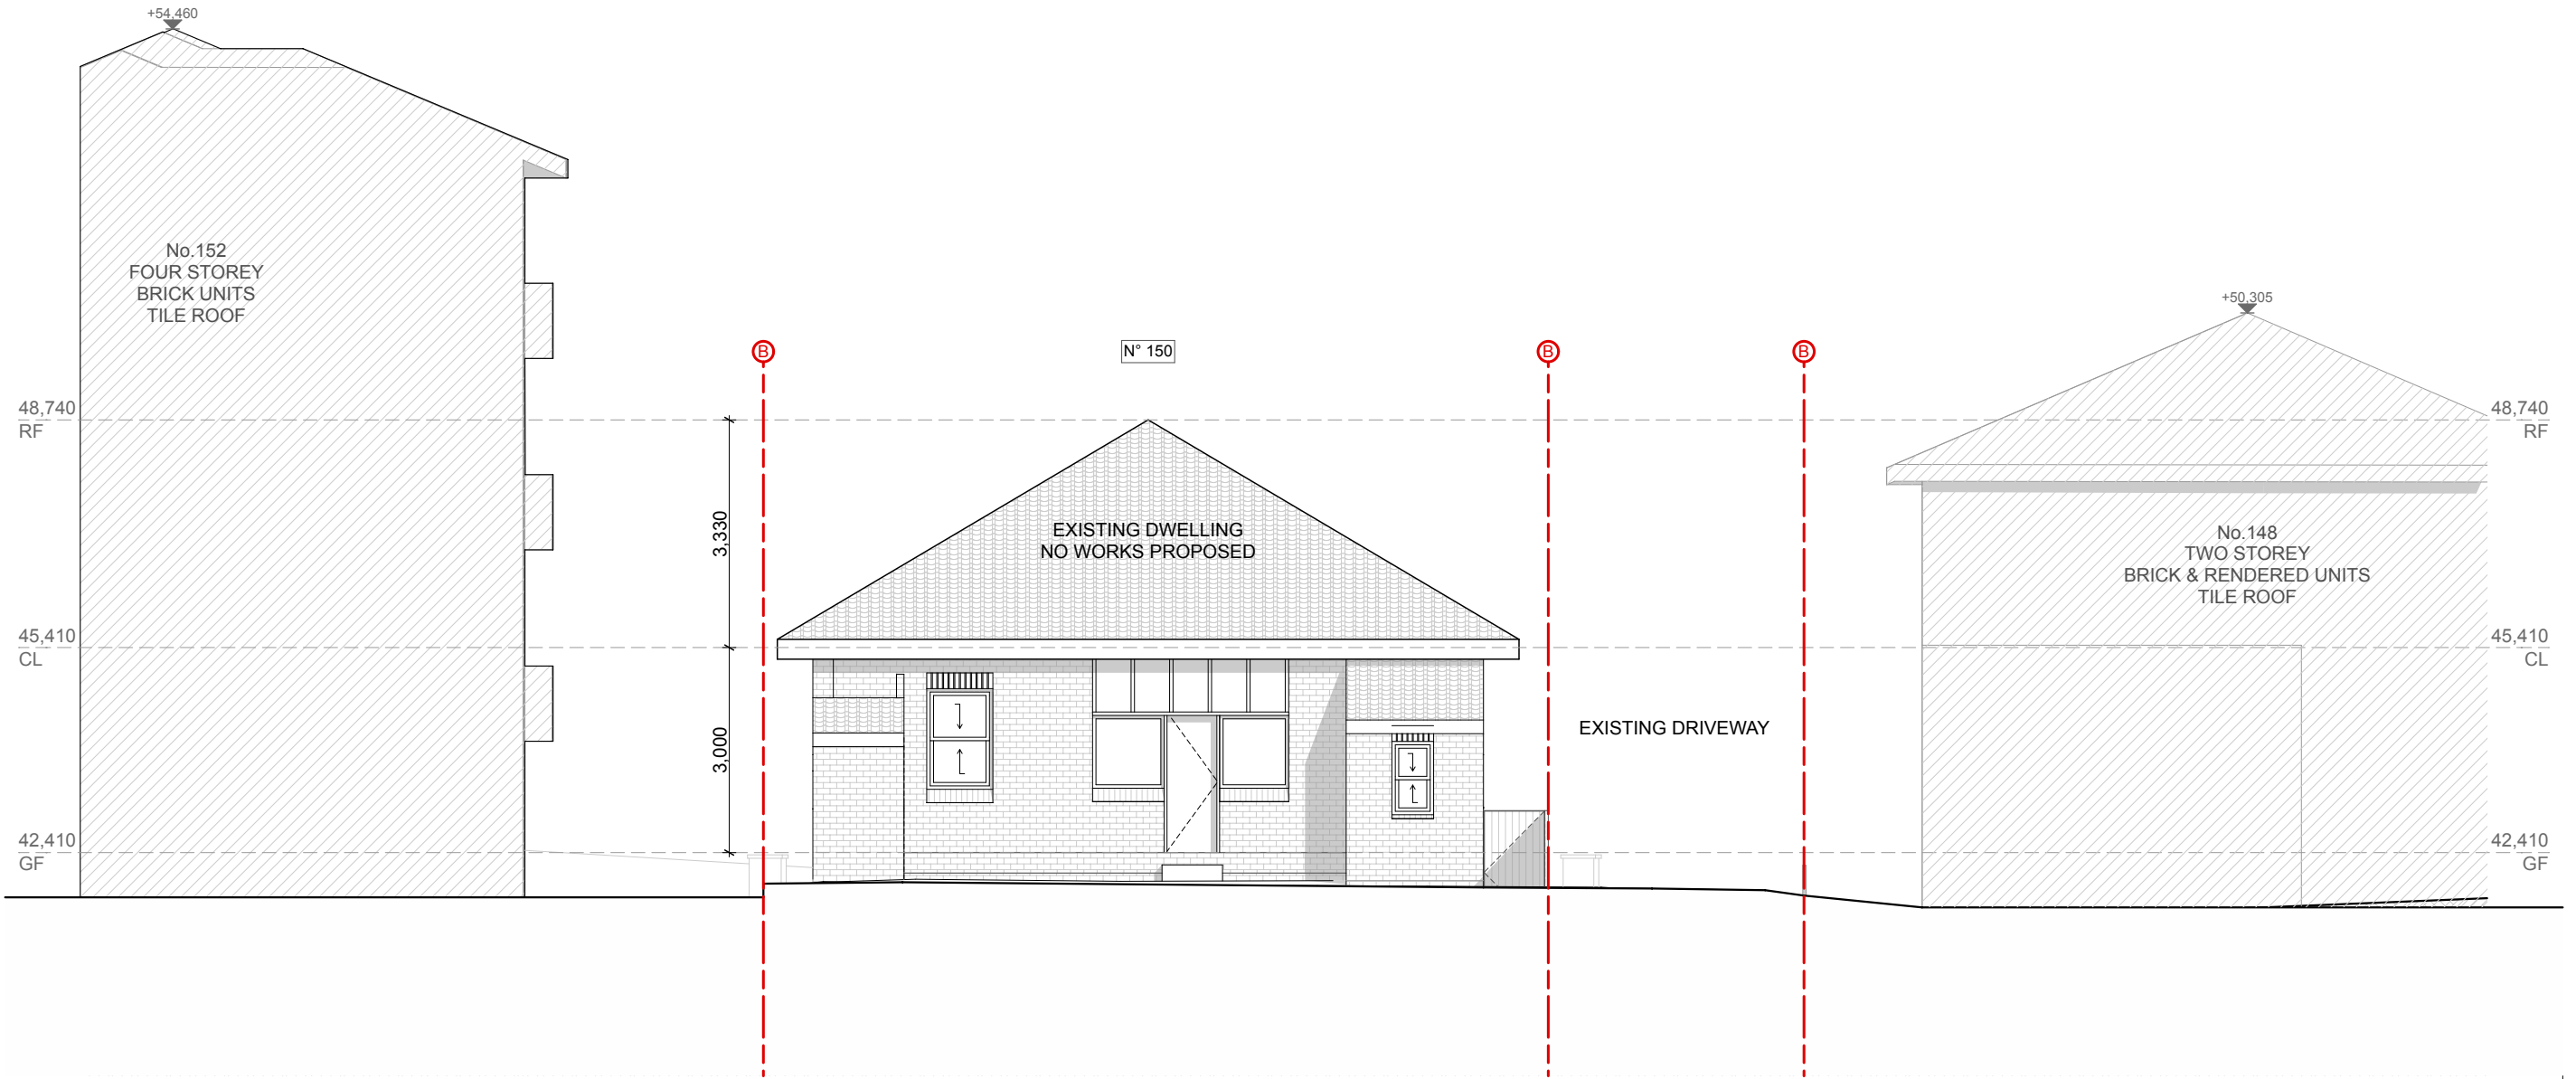 +54,460
No.152
FOUR STOREY
BRICK UNITS
TILE ROOF
+50,305
B
N° 150
B
B
48,740
RF
48,740
RF
3,330
EXISTING DWELLING
NO WORKS PROPOSED
No.148
TWO STOREY
BRICK & RENDERED UNITS
TILE ROOF
45,410
CL
45,410
CL
3,000
EXISTING DRIVEWAY
42,410
GF
42,410
GF